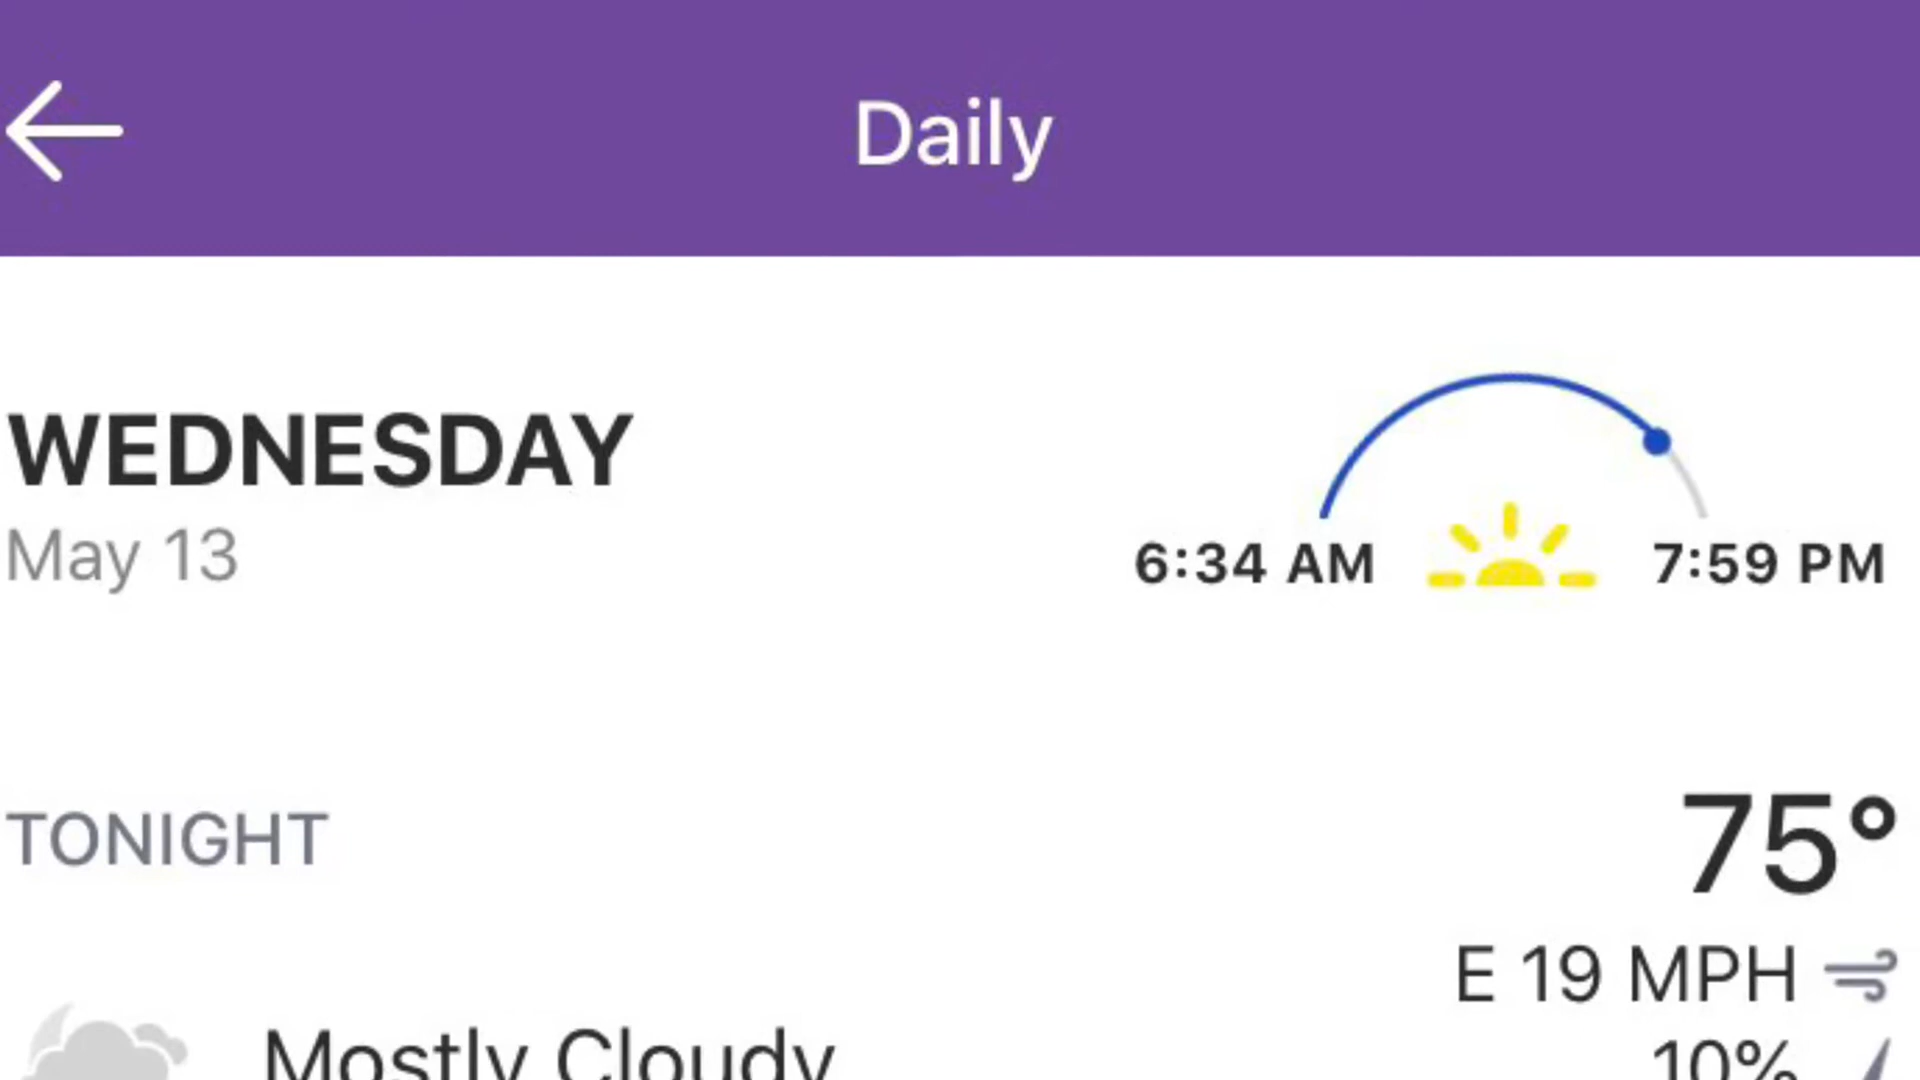 Daily
WEDNESDAY
May 13
6:34 AM 7:59 PM
TONIGHT
75°
E 19 MPH
Mostly Cloudy
10%